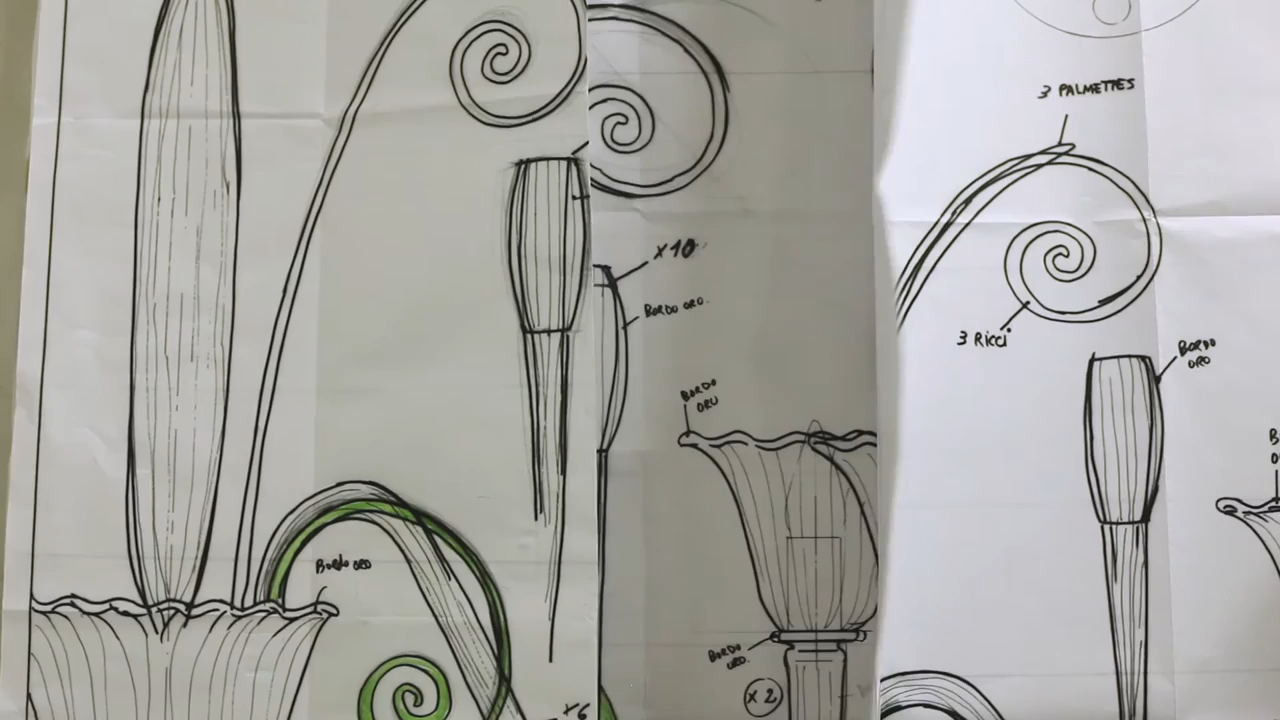 3 PALMETTES
x10
BORDO ORO.
3 Ricci
BORDO
ORO
BORDO
ORO
BORDO ORO
BORDO
ORO.
x 2
x6